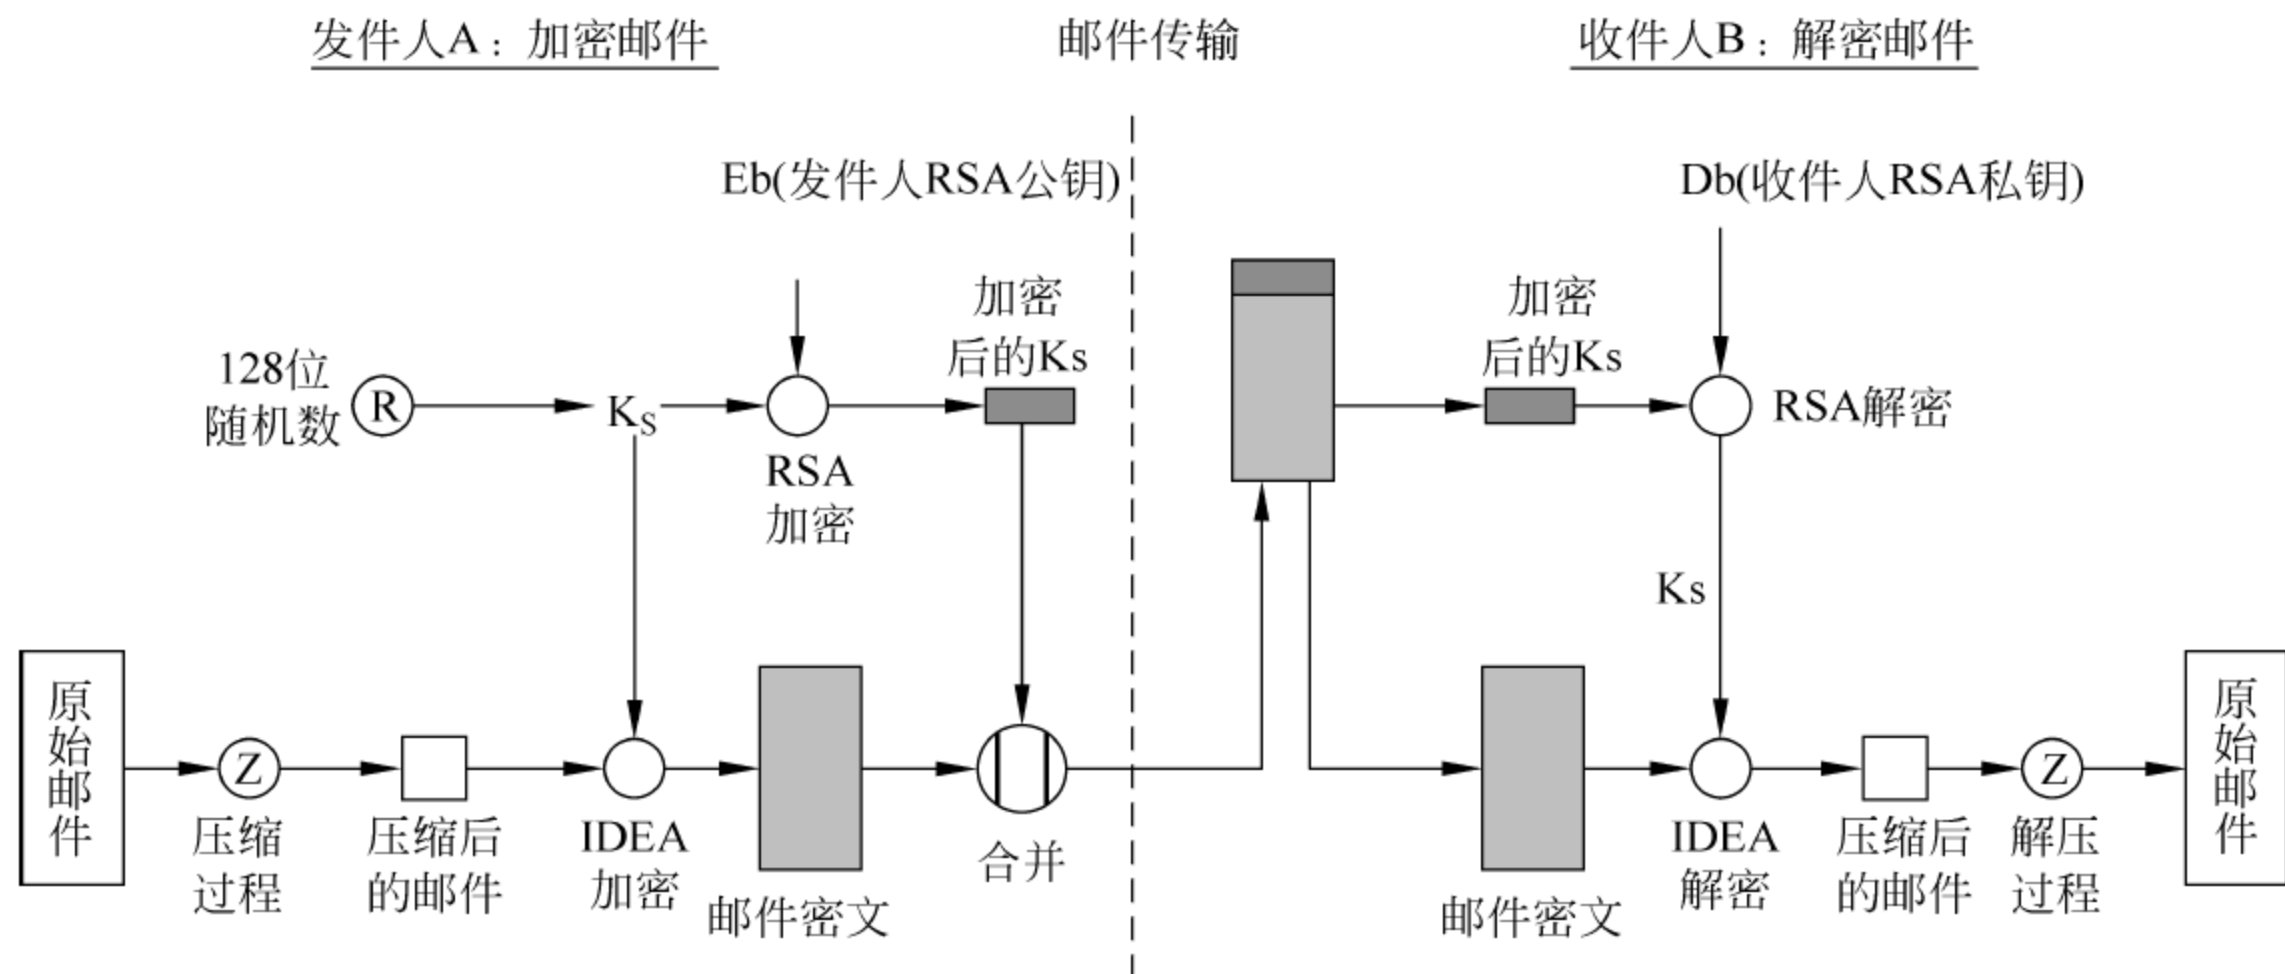 发件人A：加密邮件
邮件传输
收件人B：解密邮件
Eb(发件人RSA公钥)
Db(收件人RSA私钥)
加密
后的Ks
加密
后的Ks
128位
随机数
R
KS
RSA
加密
RSA解密
Ks
原始邮件
Z
压缩
过程
压缩后
的邮件
IDEA
加密
邮件密文
合并
邮件密文
IDEA
解密
压缩后
的邮件
Z
解压
过程
原始邮件